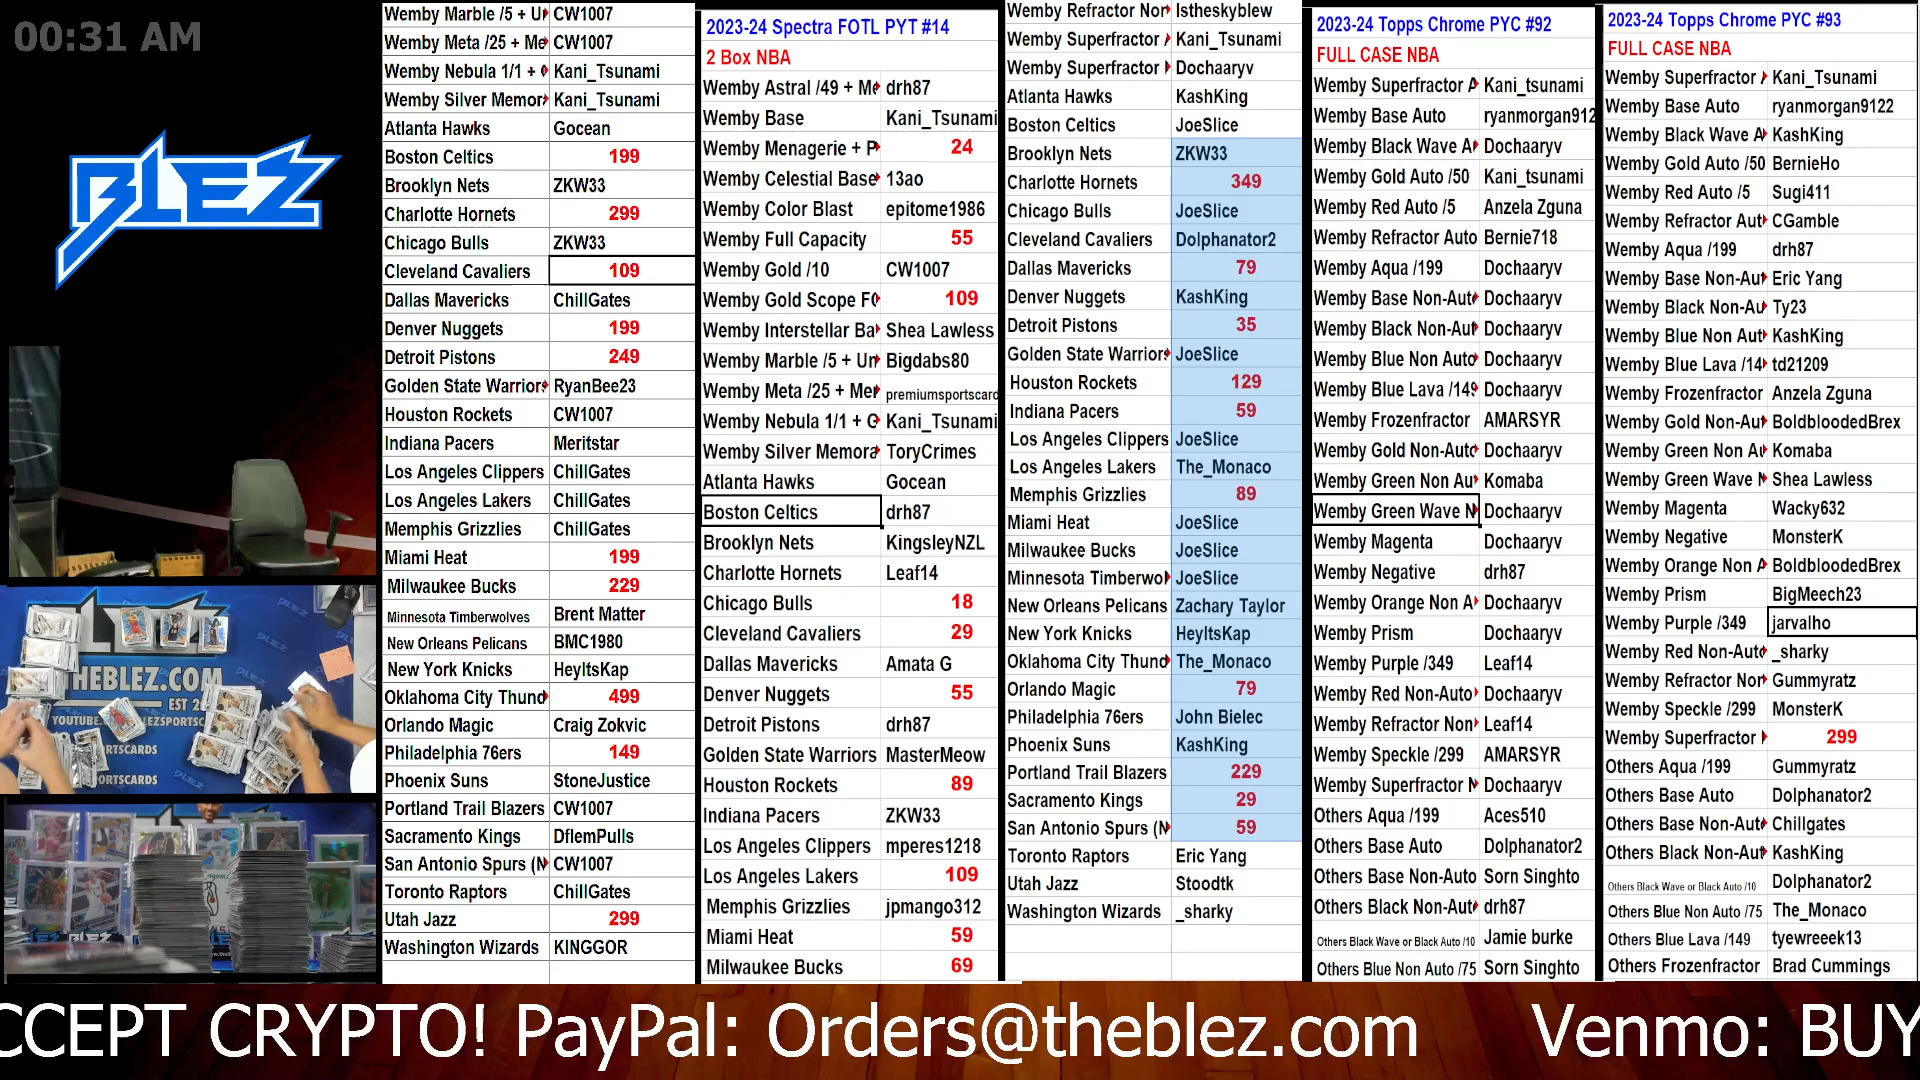 00:31 AM
BLEZ
THEBLEZ.COM
EST 20
YOUTUBE.
LEZSPORTSC
SPORTSCARDS
SPORTSCARDS
Wemby Marble /5 + U CW1007
Wemby Meta /25 + Me CW1007
Wemby Nebula 1/1 + Kani_Tsunami
Wemby Silver Memor Kani_Tsunami
Atlanta Hawks Gocean
Boston Celtics 199
Brooklyn Nets ZKW33
Charlotte Hornets 299
Chicago Bulls ZKW33
Cleveland Cavaliers 109
Dallas Mavericks ChillGates
Denver Nuggets 199
Detroit Pistons 249
Golden State Warriors RyanBee23
Houston Rockets CW1007
Indiana Pacers Meritstar
Los Angeles Clippers ChillGates
Los Angeles Lakers ChillGates
Memphis Grizzlies ChillGates
Miami Heat 199
Milwaukee Bucks 229
Minnesota Timberwolves Brent Matter
New Orleans Pelicans BMC1980
New York Knicks HeyItsKap
Oklahoma City Thund 499
Orlando Magic Craig Zokvic
Philadelphia 76ers 149
Phoenix Suns StoneJustice
Portland Trail Blazers CW1007
Sacramento Kings DflemPulls
San Antonio Spurs (N CW1007
Toronto Raptors ChillGates
Utah Jazz 299
Washington Wizards KINGGOR
2023-24 Spectra FOTL PYT #14
2 Box NBA
Wemby Astral /49 + Me drh87
Wemby Base Kani_Tsunami
Wemby Menagerie + P 24
Wemby Celestial Base 13ao
Wemby Color Blast epitome1986
Wemby Full Capacity 55
Wemby Gold /10 CW1007
Wemby Gold Scope FO 109
Wemby Interstellar Ba Shea Lawless
Wemby Marble /5 + Un Bigdabs80
Wemby Meta /25 + Mer premiumsportscard
Wemby Nebula 1/1 + G Kani_Tsunami
Wemby Silver Memora ToryCrimes
Atlanta Hawks Gocean
Boston Celtics drh87
Brooklyn Nets KingsleyNZL
Charlotte Hornets Leaf14
Chicago Bulls 18
Cleveland Cavaliers 29
Dallas Mavericks Amata G
Denver Nuggets 55
Detroit Pistons drh87
Golden State Warriors MasterMeow
Houston Rockets 89
Indiana Pacers ZKW33
Los Angeles Clippers mperes1218
Los Angeles Lakers 109
Memphis Grizzlies jpmango312
Miami Heat 59
Milwaukee Bucks 69
Wemby Refractor Nor Istheskyblew
Wemby Superfractor A Kani_Tsunami
Wemby Superfractor N Dochaaryv
Atlanta Hawks KashKing
Boston Celtics JoeSlice
Brooklyn Nets ZKW33
Charlotte Hornets 349
Chicago Bulls JoeSlice
Cleveland Cavaliers Dolphanator2
Dallas Mavericks 79
Denver Nuggets KashKing
Detroit Pistons 35
Golden State Warriors JoeSlice
Houston Rockets 129
Indiana Pacers 59
Los Angeles Clippers JoeSlice
Los Angeles Lakers The_Monaco
Memphis Grizzlies 89
Miami Heat JoeSlice
Milwaukee Bucks JoeSlice
Minnesota Timberwol JoeSlice
New Orleans Pelicans Zachary Taylor
New York Knicks HeyItsKap
Oklahoma City Thund The_Monaco
Orlando Magic 79
Philadelphia 76ers John Bielec
Phoenix Suns KashKing
Portland Trail Blazers 229
Sacramento Kings 29
San Antonio Spurs (N 59
Toronto Raptors Eric Yang
Utah Jazz Stoodtk
Washington Wizards _sharky
2023-24 Topps Chrome PYC #92
FULL CASE NBA
Wemby Superfractor A Kani_tsunami
Wemby Base Auto ryanmorgan912
Wemby Black Wave A Dochaaryv
Wemby Gold Auto /50 Kani_tsunami
Wemby Red Auto /5 Anzela Zguna
Wemby Refractor Auto Bernie718
Wemby Aqua /199 Dochaaryv
Wemby Base Non-Aut Dochaaryv
Wemby Black Non-Aut Dochaaryv
Wemby Blue Non Auto Dochaaryv
Wemby Blue Lava /149 Dochaaryv
Wemby Frozenfractor AMARSYR
Wemby Gold Non-Auto Dochaaryv
Wemby Green Non Au Komaba
Wemby Green Wave N Dochaaryv
Wemby Magenta Dochaaryv
Wemby Negative drh87
Wemby Orange Non A Dochaaryv
Wemby Prism Dochaaryv
Wemby Purple /349 Leaf14
Wemby Red Non-Auto Dochaaryv
Wemby Refractor Non Leaf14
Wemby Speckle /299 AMARSYR
Wemby Superfractor N Dochaaryv
Others Aqua /199 Aces510
Others Base Auto Dolphanator2
Others Base Non-Auto Sorn Singhto
Others Black Non-Aut drh87
Others Black Wave or Black Auto /10 Jamie burke
Others Blue Non Auto /75 Sorn Singhto
2023-24 Topps Chrome PYC #93
FULL CASE NBA
Wemby Superfractor A Kani_Tsunami
Wemby Base Auto ryanmorgan9122
Wemby Black Wave A KashKing
Wemby Gold Auto /50 BernieHo
Wemby Red Auto /5 Sugi411
Wemby Refractor Aut CGamble
Wemby Aqua /199 drh87
Wemby Base Non-Aut Eric Yang
Wemby Black Non-Au Ty23
Wemby Blue Non Aut KashKing
Wemby Blue Lava /14 td21209
Wemby Frozenfractor Anzela Zguna
Wemby Gold Non-Aut BoldbloodedBrex
Wemby Green Non Au Komaba
Wemby Green Wave N Shea Lawless
Wemby Magenta Wacky632
Wemby Negative MonsterK
Wemby Orange Non A BoldbloodedBrex
Wemby Prism BigMeech23
Wemby Purple /349 jarvalho
Wemby Red Non-Auto _sharky
Wemby Refractor Nor Gummyratz
Wemby Speckle /299 MonsterK
Wemby Superfractor N 299
Others Aqua /199 Gummyratz
Others Base Auto Dolphanator2
Others Base Non-Aut Chillgates
Others Black Non-Aut KashKing
Others Black Wave or Black Auto /10 Dolphanator2
Others Blue Non Auto /75 The_Monaco
Others Blue Lava /149 tyewreeek13
Others Frozenfractor Brad Cummings
CCEPT CRYPTO! PayPal: Orders@theblez.com Venmo: BUY